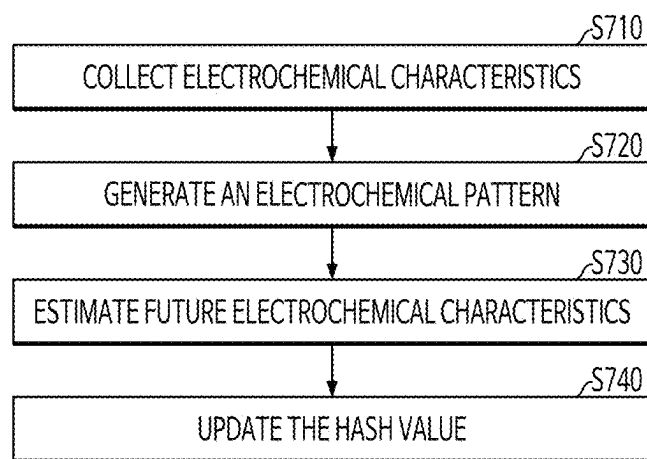 S710
COLLECT ELECTROCHEMICAL CHARACTERISTICS
S720
GENERATE AN ELECTROCHEMICAL PATTERN
S730
ESTIMATE FUTURE ELECTROCHEMICAL CHARACTERISTICS
S740
UPDATE THE HASH VALUE